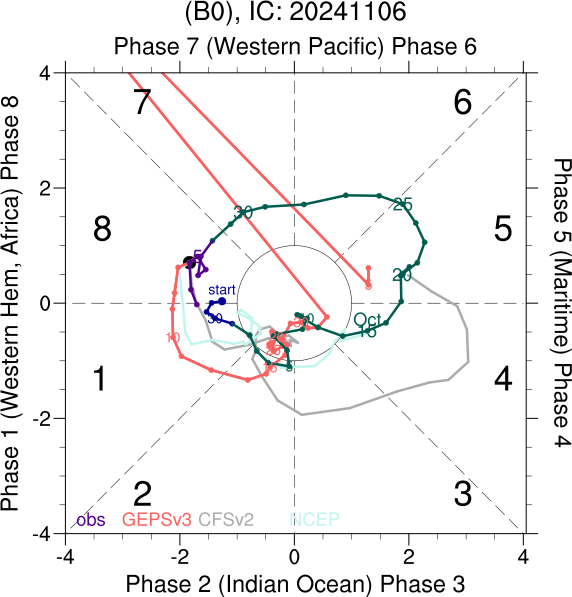 (B0), IC: 20241106
Phase 7 (Western Pacific) Phase 6
Phase 1 (Western Hem, Africa) Phase 8
Phase 5 (Maritime) Phase 4
4
2
0
-2
-4
7
6
8
5
1
4
2
3
30
25
20
Oct
15
start
30
5
10
obs GEPSv3 CFSv2 NCEP
-4 -2 0 2 4
Phase 2 (Indian Ocean) Phase 3